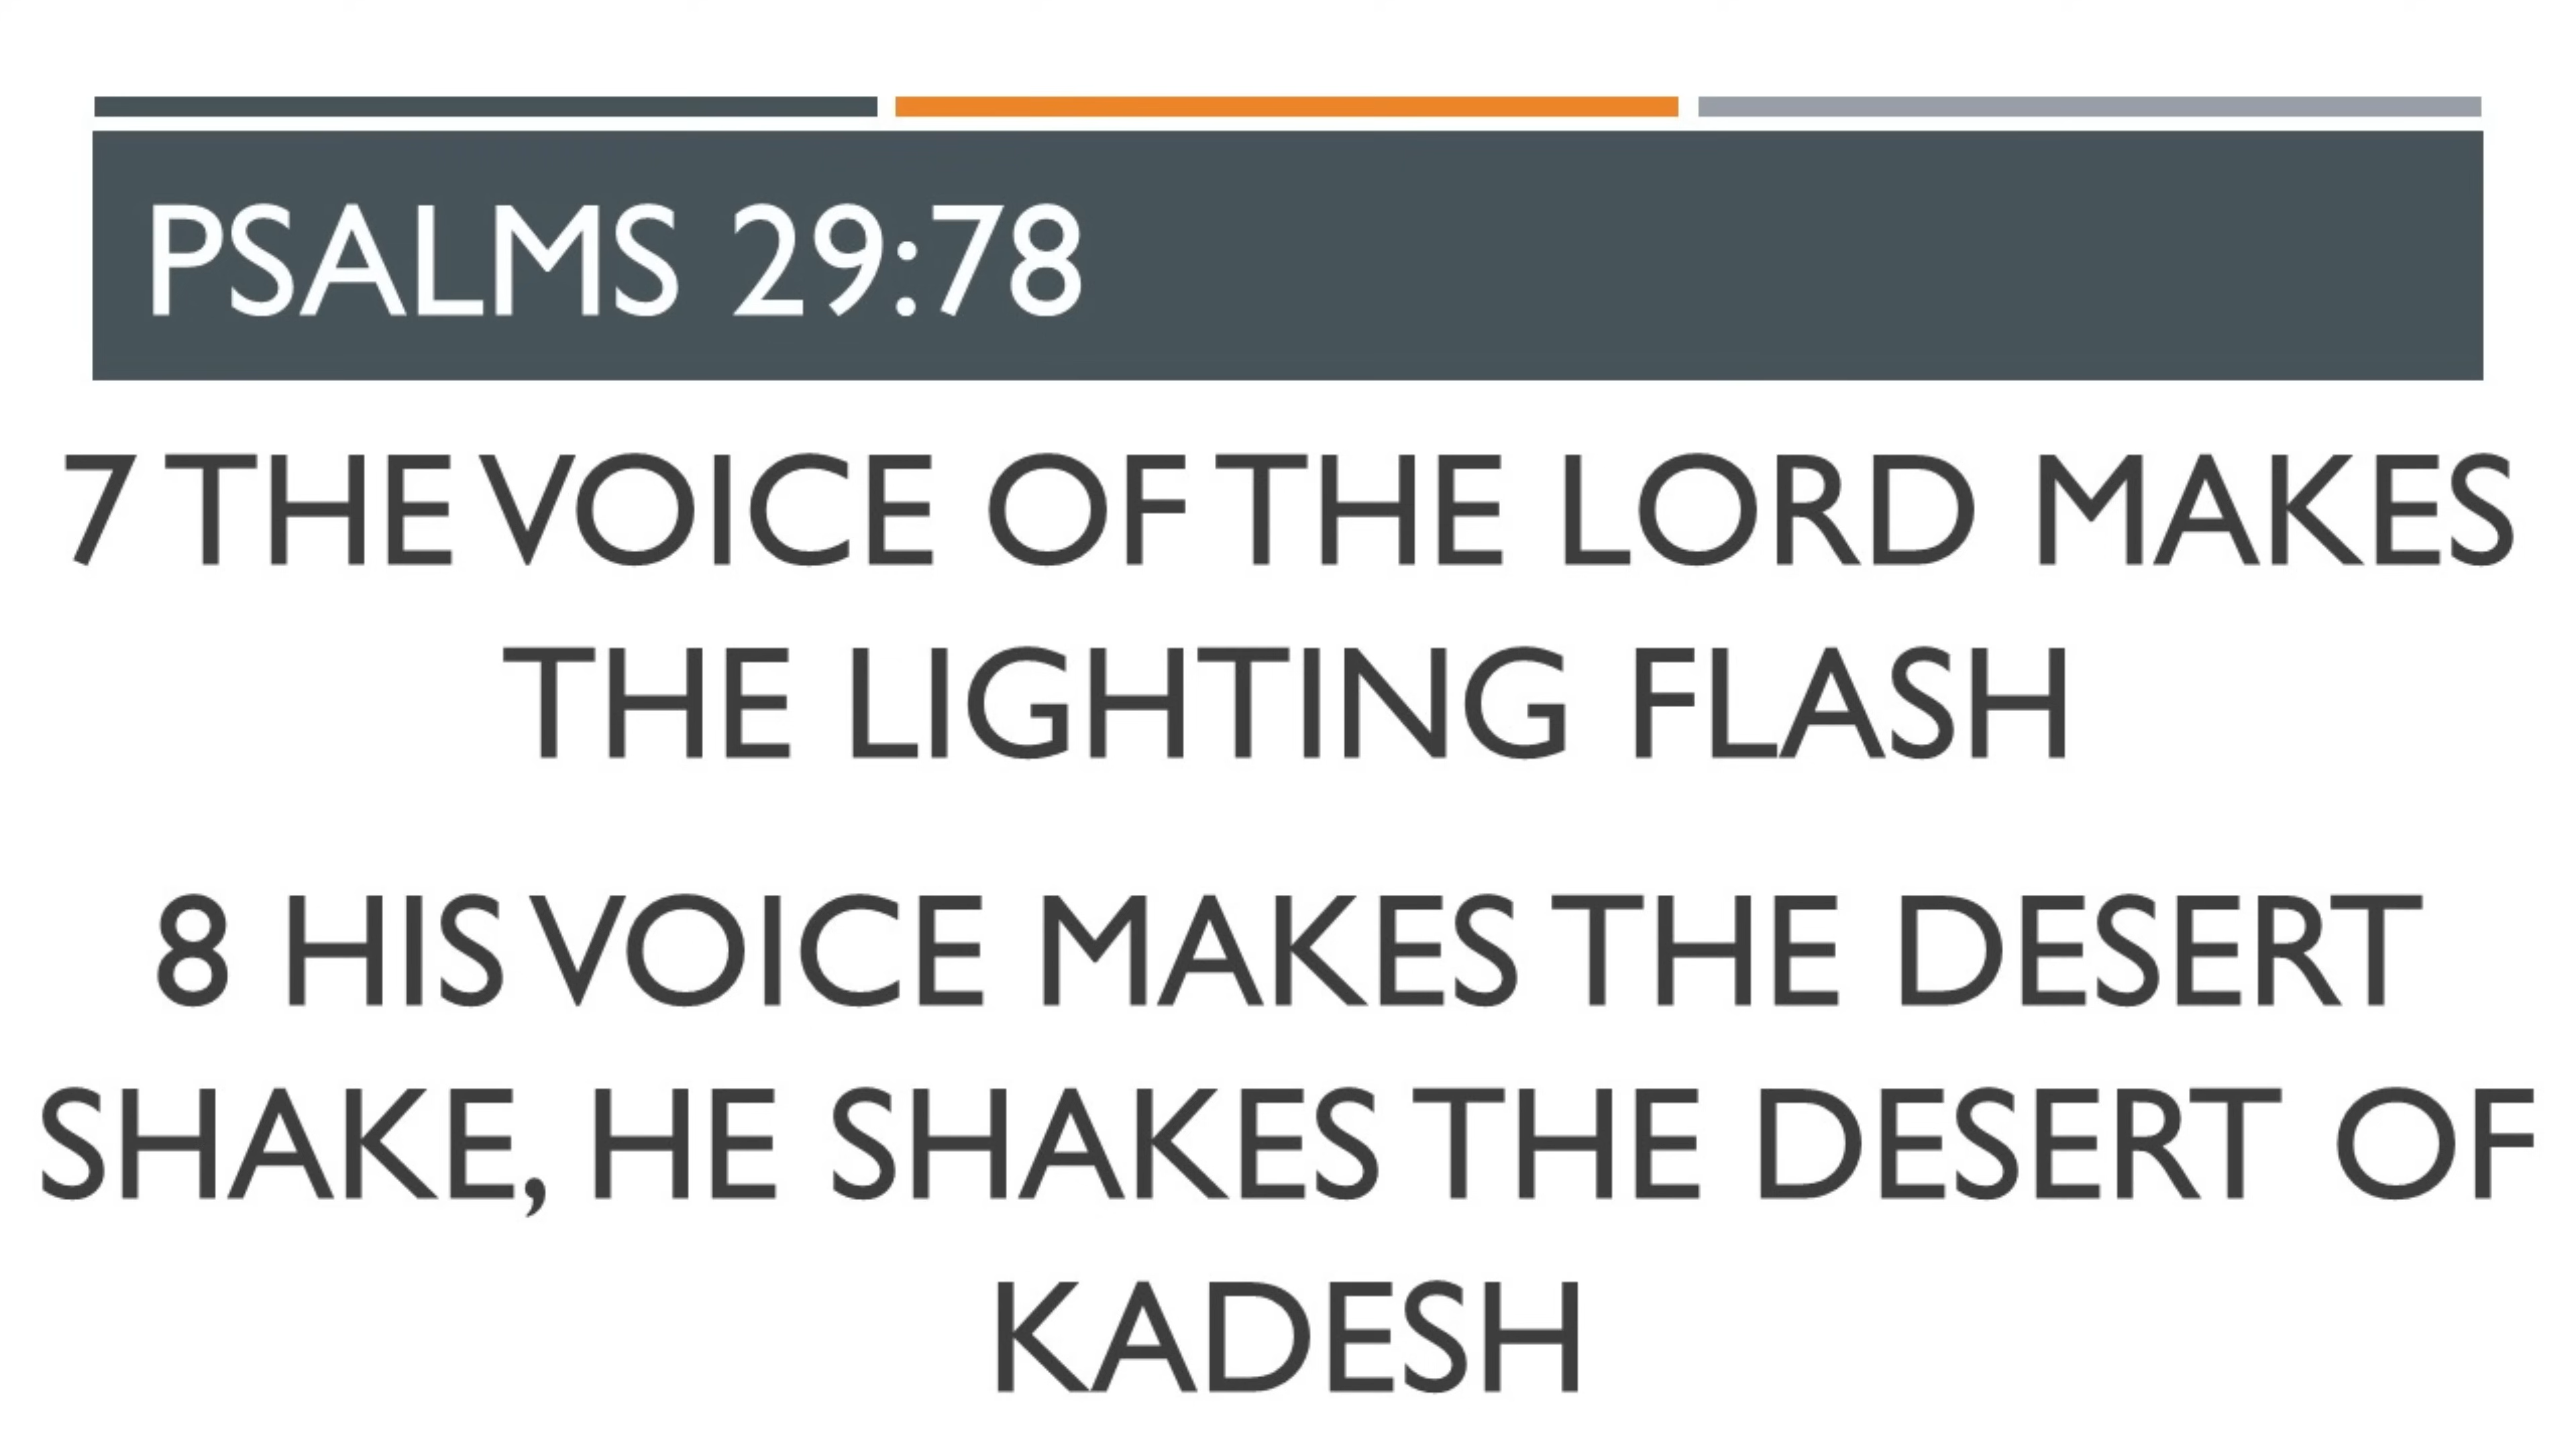 PSALMS 29:78
7 THE VOICE OF THE LORD MAKES
THE LIGHTING FLASH
8 HIS VOICE MAKES THE DESERT
SHAKE, HE SHAKES THE DESERT OF
KADESH